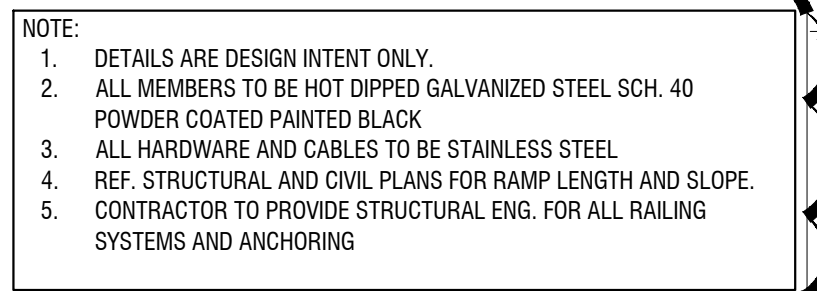 NOTE:
1. DETAILS ARE DESIGN INTENT ONLY.
2. ALL MEMBERS TO BE HOT DIPPED GALVANIZED STEEL SCH. 40
POWDER COATED PAINTED BLACK
3. ALL HARDWARE AND CABLES TO BE STAINLESS STEEL
4. REF. STRUCTURAL AND CIVIL PLANS FOR RAMP LENGTH AND SLOPE.
5. CONTRACTOR TO PROVIDE STRUCTURAL ENG. FOR ALL RAILING
SYSTEMS AND ANCHORING